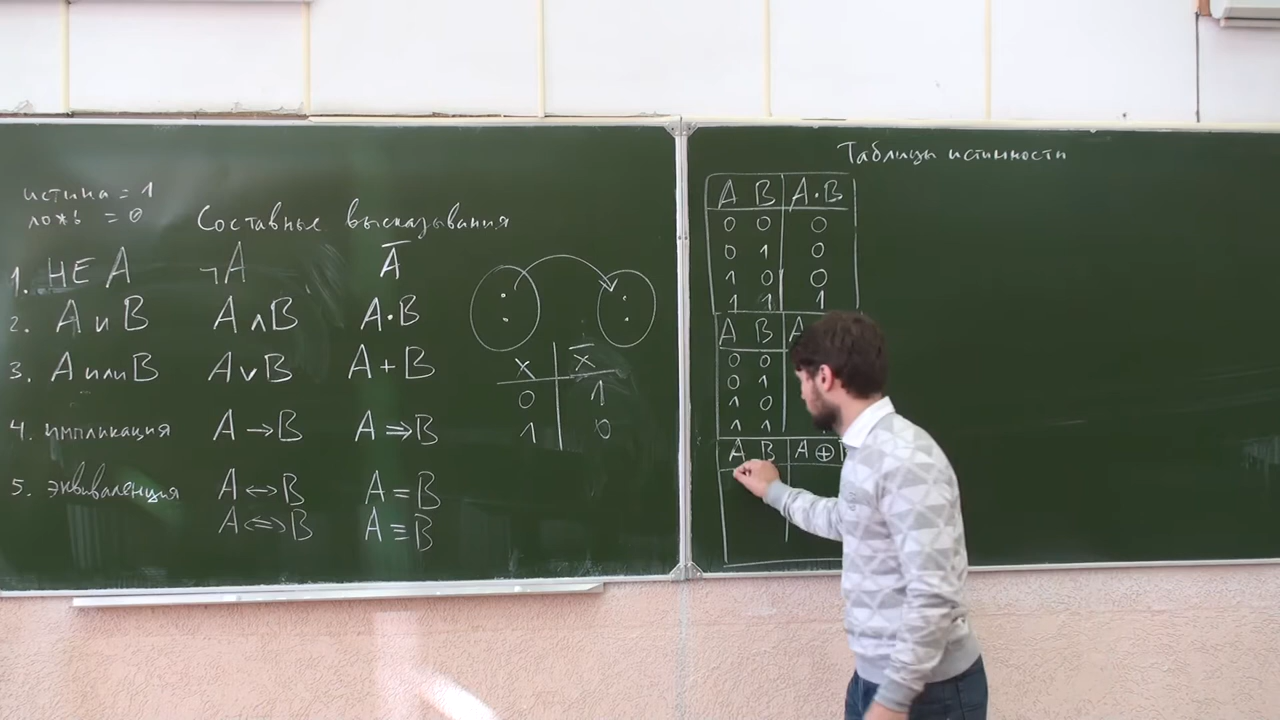 истина = 1
ложь = 0
Составные высказывания
1. НЕ А ¬А A̅
2. А и В А ∧ В А · В
3. А или В А ∨ В А + В
4. импликация А → В А ⇒ В
5. эквиваленция А ↔ В А = В
А ⇔ В А ≡ В
X X̅
0 1
1 0
Таблицы истинности
А В А · В
0 0 0
0 1 0
1 0 0
1 1 1
А В А
0 0
0 1
1 0
1 1
А В А ⊕ В